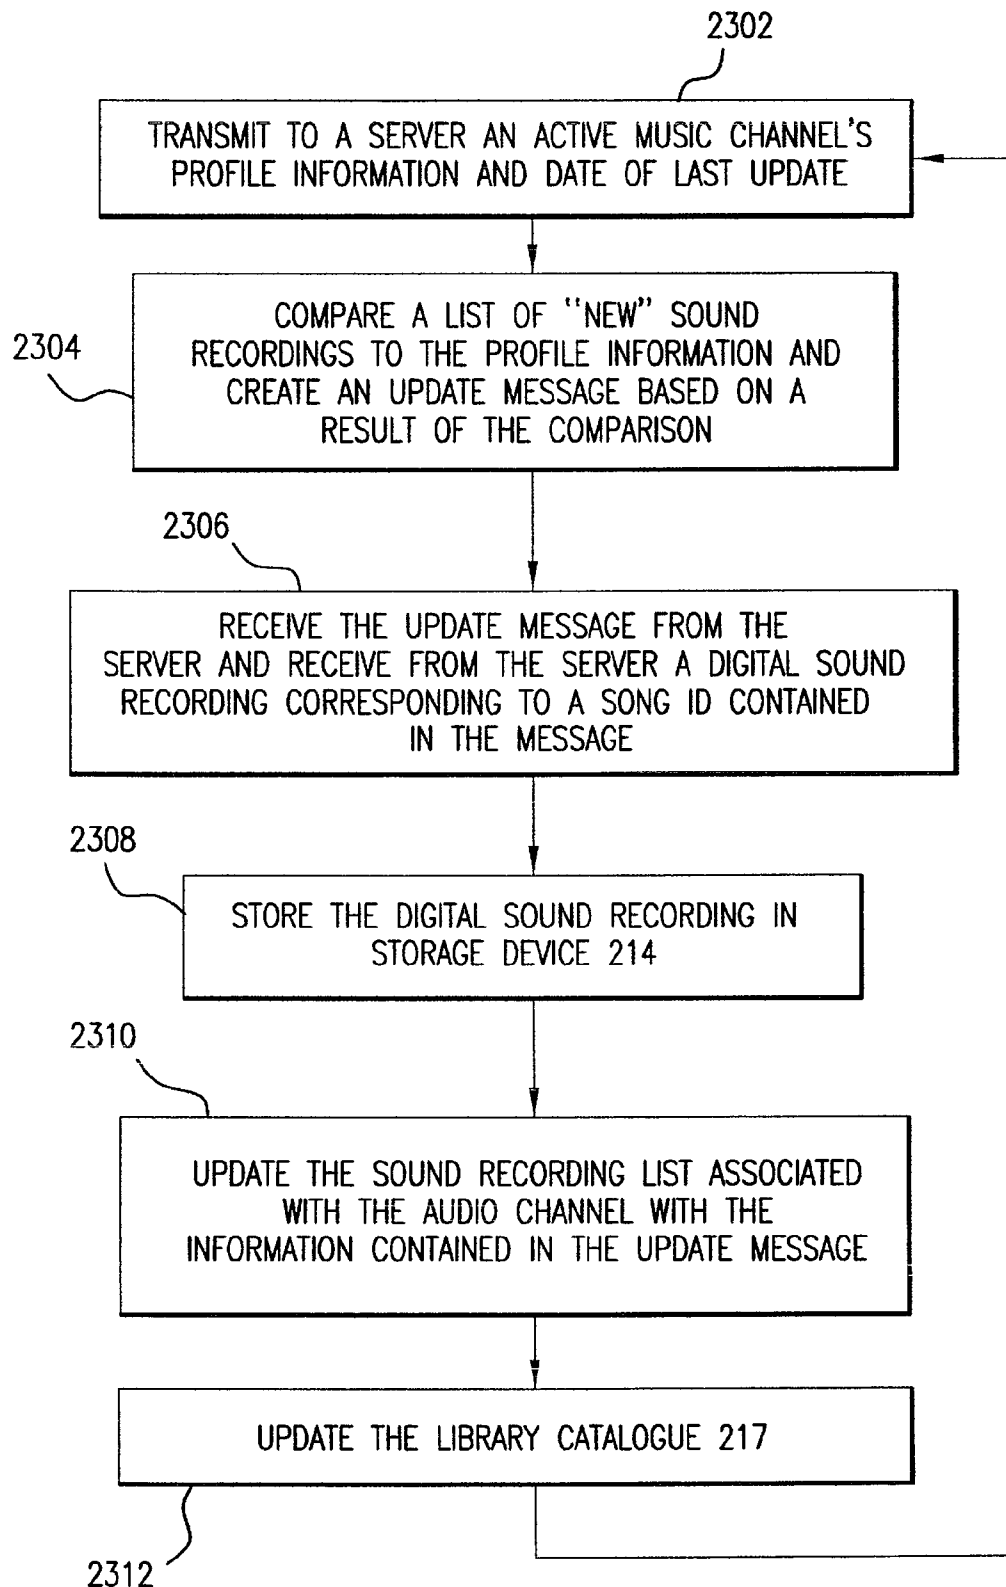 2302
TRANSMIT TO A SERVER AN ACTIVE MUSIC CHANNEL'S
PROFILE INFORMATION AND DATE OF LAST UPDATE
2304
COMPARE A LIST OF "NEW" SOUND
RECORDINGS TO THE PROFILE INFORMATION AND
CREATE AN UPDATE MESSAGE BASED ON A
RESULT OF THE COMPARISON
2306
RECEIVE THE UPDATE MESSAGE FROM THE
SERVER AND RECEIVE FROM THE SERVER A DIGITAL SOUND
RECORDING CORRESPONDING TO A SONG ID CONTAINED
IN THE MESSAGE
2308
STORE THE DIGITAL SOUND RECORDING IN
STORAGE DEVICE 214
2310
UPDATE THE SOUND RECORDING LIST ASSOCIATED
WITH THE AUDIO CHANNEL WITH THE
INFORMATION CONTAINED IN THE UPDATE MESSAGE
UPDATE THE LIBRARY CATALOGUE 217
2312